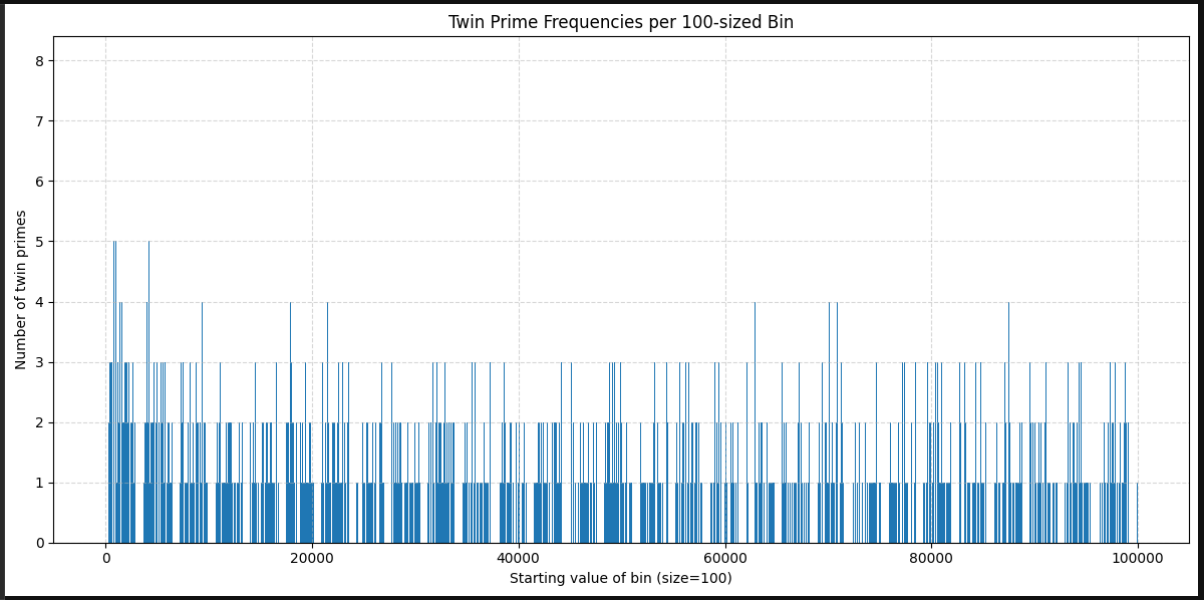 Twin Prime Frequencies per 100-sized Bin
8
7
6
5
4
3
2
1
0
Number of twin primes
0 20000 40000 60000 80000 100000
Starting value of bin (size=100)